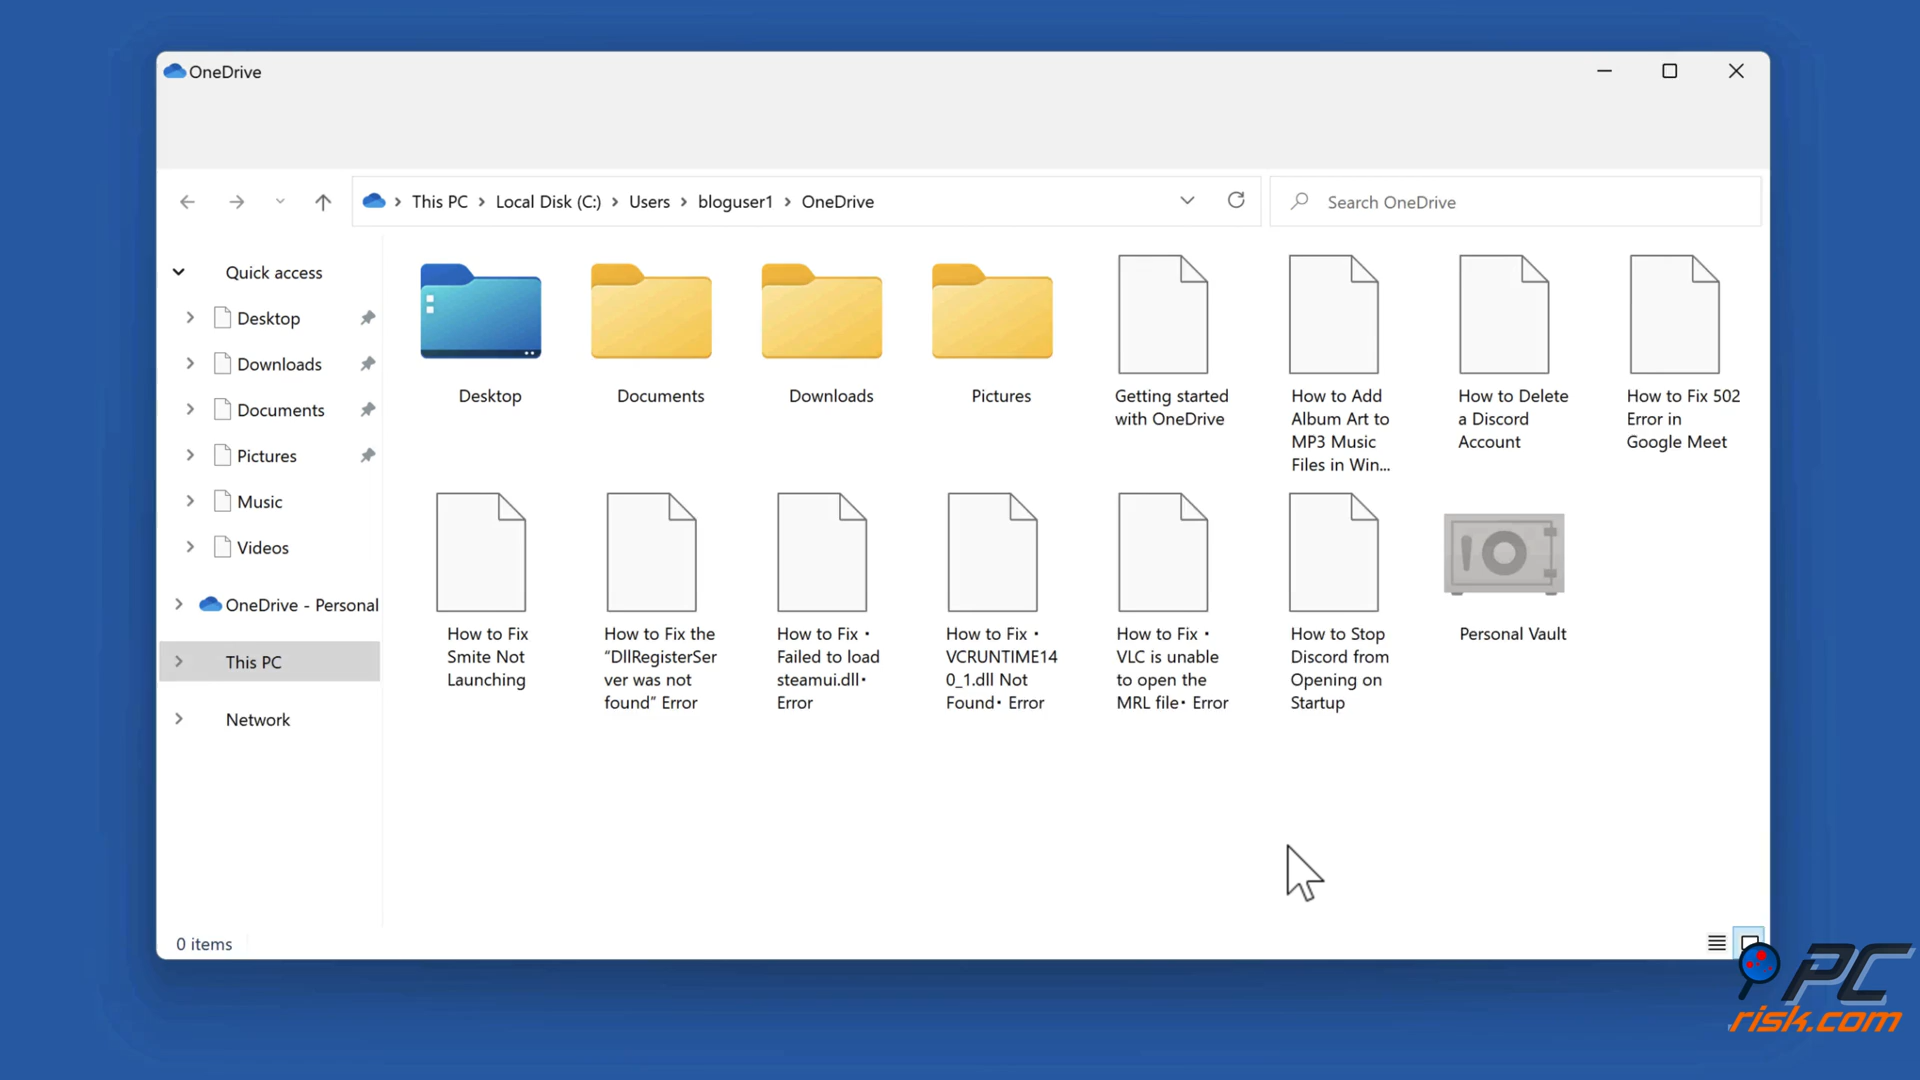 OneDrive
This PC
Local Disk (C:)
Users
bloguser1
OneDrive
Search OneDrive
Quick access
Desktop
Downloads
Documents
Pictures
Music
Videos
OneDrive - Personal
This PC
Network
Desktop
Documents
Downloads
Pictures
Getting started
with OneDrive
How to Add
Album Art to
MP3 Music
Files in Win...
How to Delete
a Discord
Account
How to Fix 502
Error in
Google Meet
How to Fix
Smite Not
Launching
How to Fix the
“DllRegisterSer
ver was not
found” Error
How to Fix •
Failed to load
steamui.dll•
Error
How to Fix •
VCRUNTIME14
0_1.dll Not
Found• Error
How to Fix •
VLC is unable
to open the
MRL file• Error
How to Stop
Discord from
Opening on
Startup
Personal Vault
0 items
PC
risk.com